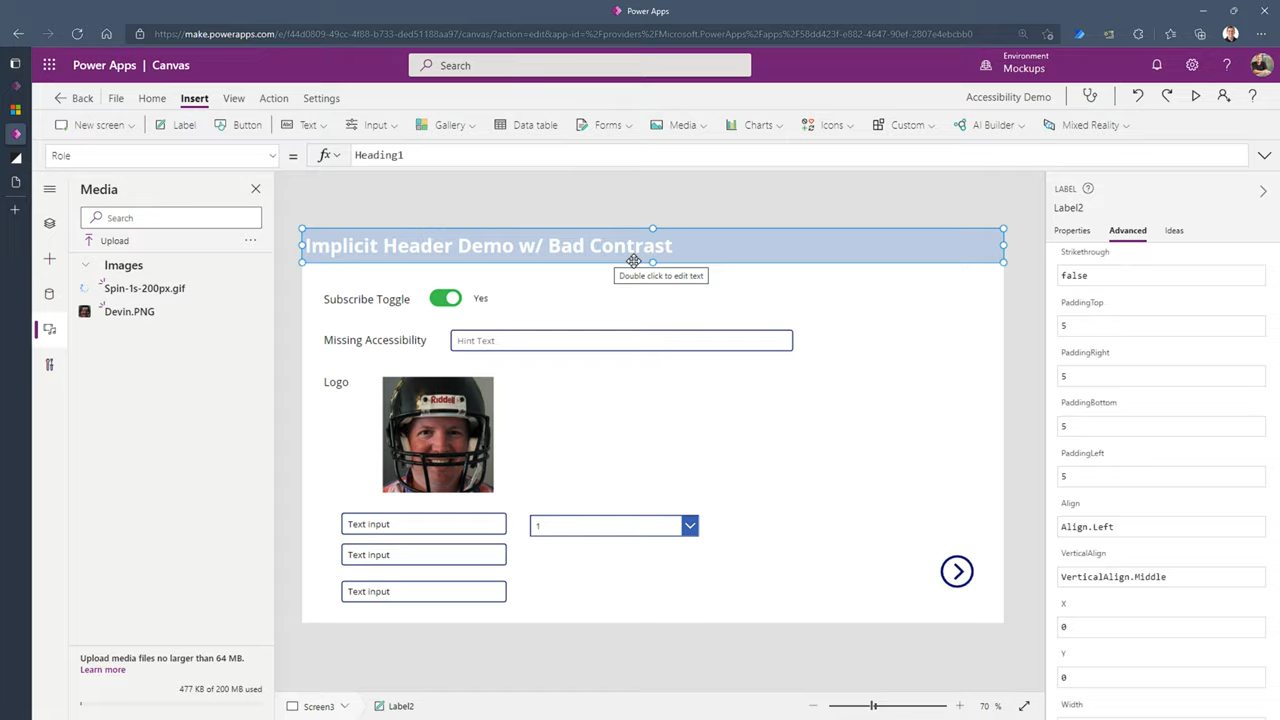 Power Apps
https://make.powerapps.com/e/f44d0809-49cc-4f88-b733-ded51188aa97/canvas/?action=edit&app-id=%2Fproviders%2FMicrosoft.PowerApps%2Fapps%2F58dd423f-e882-4647-90ef-2807e4ebcbb0
Power Apps | Canvas
Search
Environment
Mockups
Back
File
Home
Insert
View
Action
Settings
Accessibility Demo
New screen
Label
Button
Text
Input
Gallery
Data table
Forms
Media
Charts
Icons
Custom
AI Builder
Mixed Reality
Role
=
fx
Heading1
Media
Search
Upload
Images
Spin-1s-200px.gif
Devin.PNG
Upload media files no larger than 64 MB.
Learn more
477 KB of 200 MB used
Implicit Header Demo w/ Bad Contrast
Double click to edit text
Subscribe Toggle
Yes
Missing Accessibility
Hint Text
Logo
Riddell
Text input
1
Text input
Text input
LABEL
Label2
Properties
Advanced
Ideas
Strikethrough
false
PaddingTop
5
PaddingRight
5
PaddingBottom
5
PaddingLeft
5
Align
Align.Left
VerticalAlign
VerticalAlign.Middle
X
0
Y
0
Width
Screen3
Label2
70 %